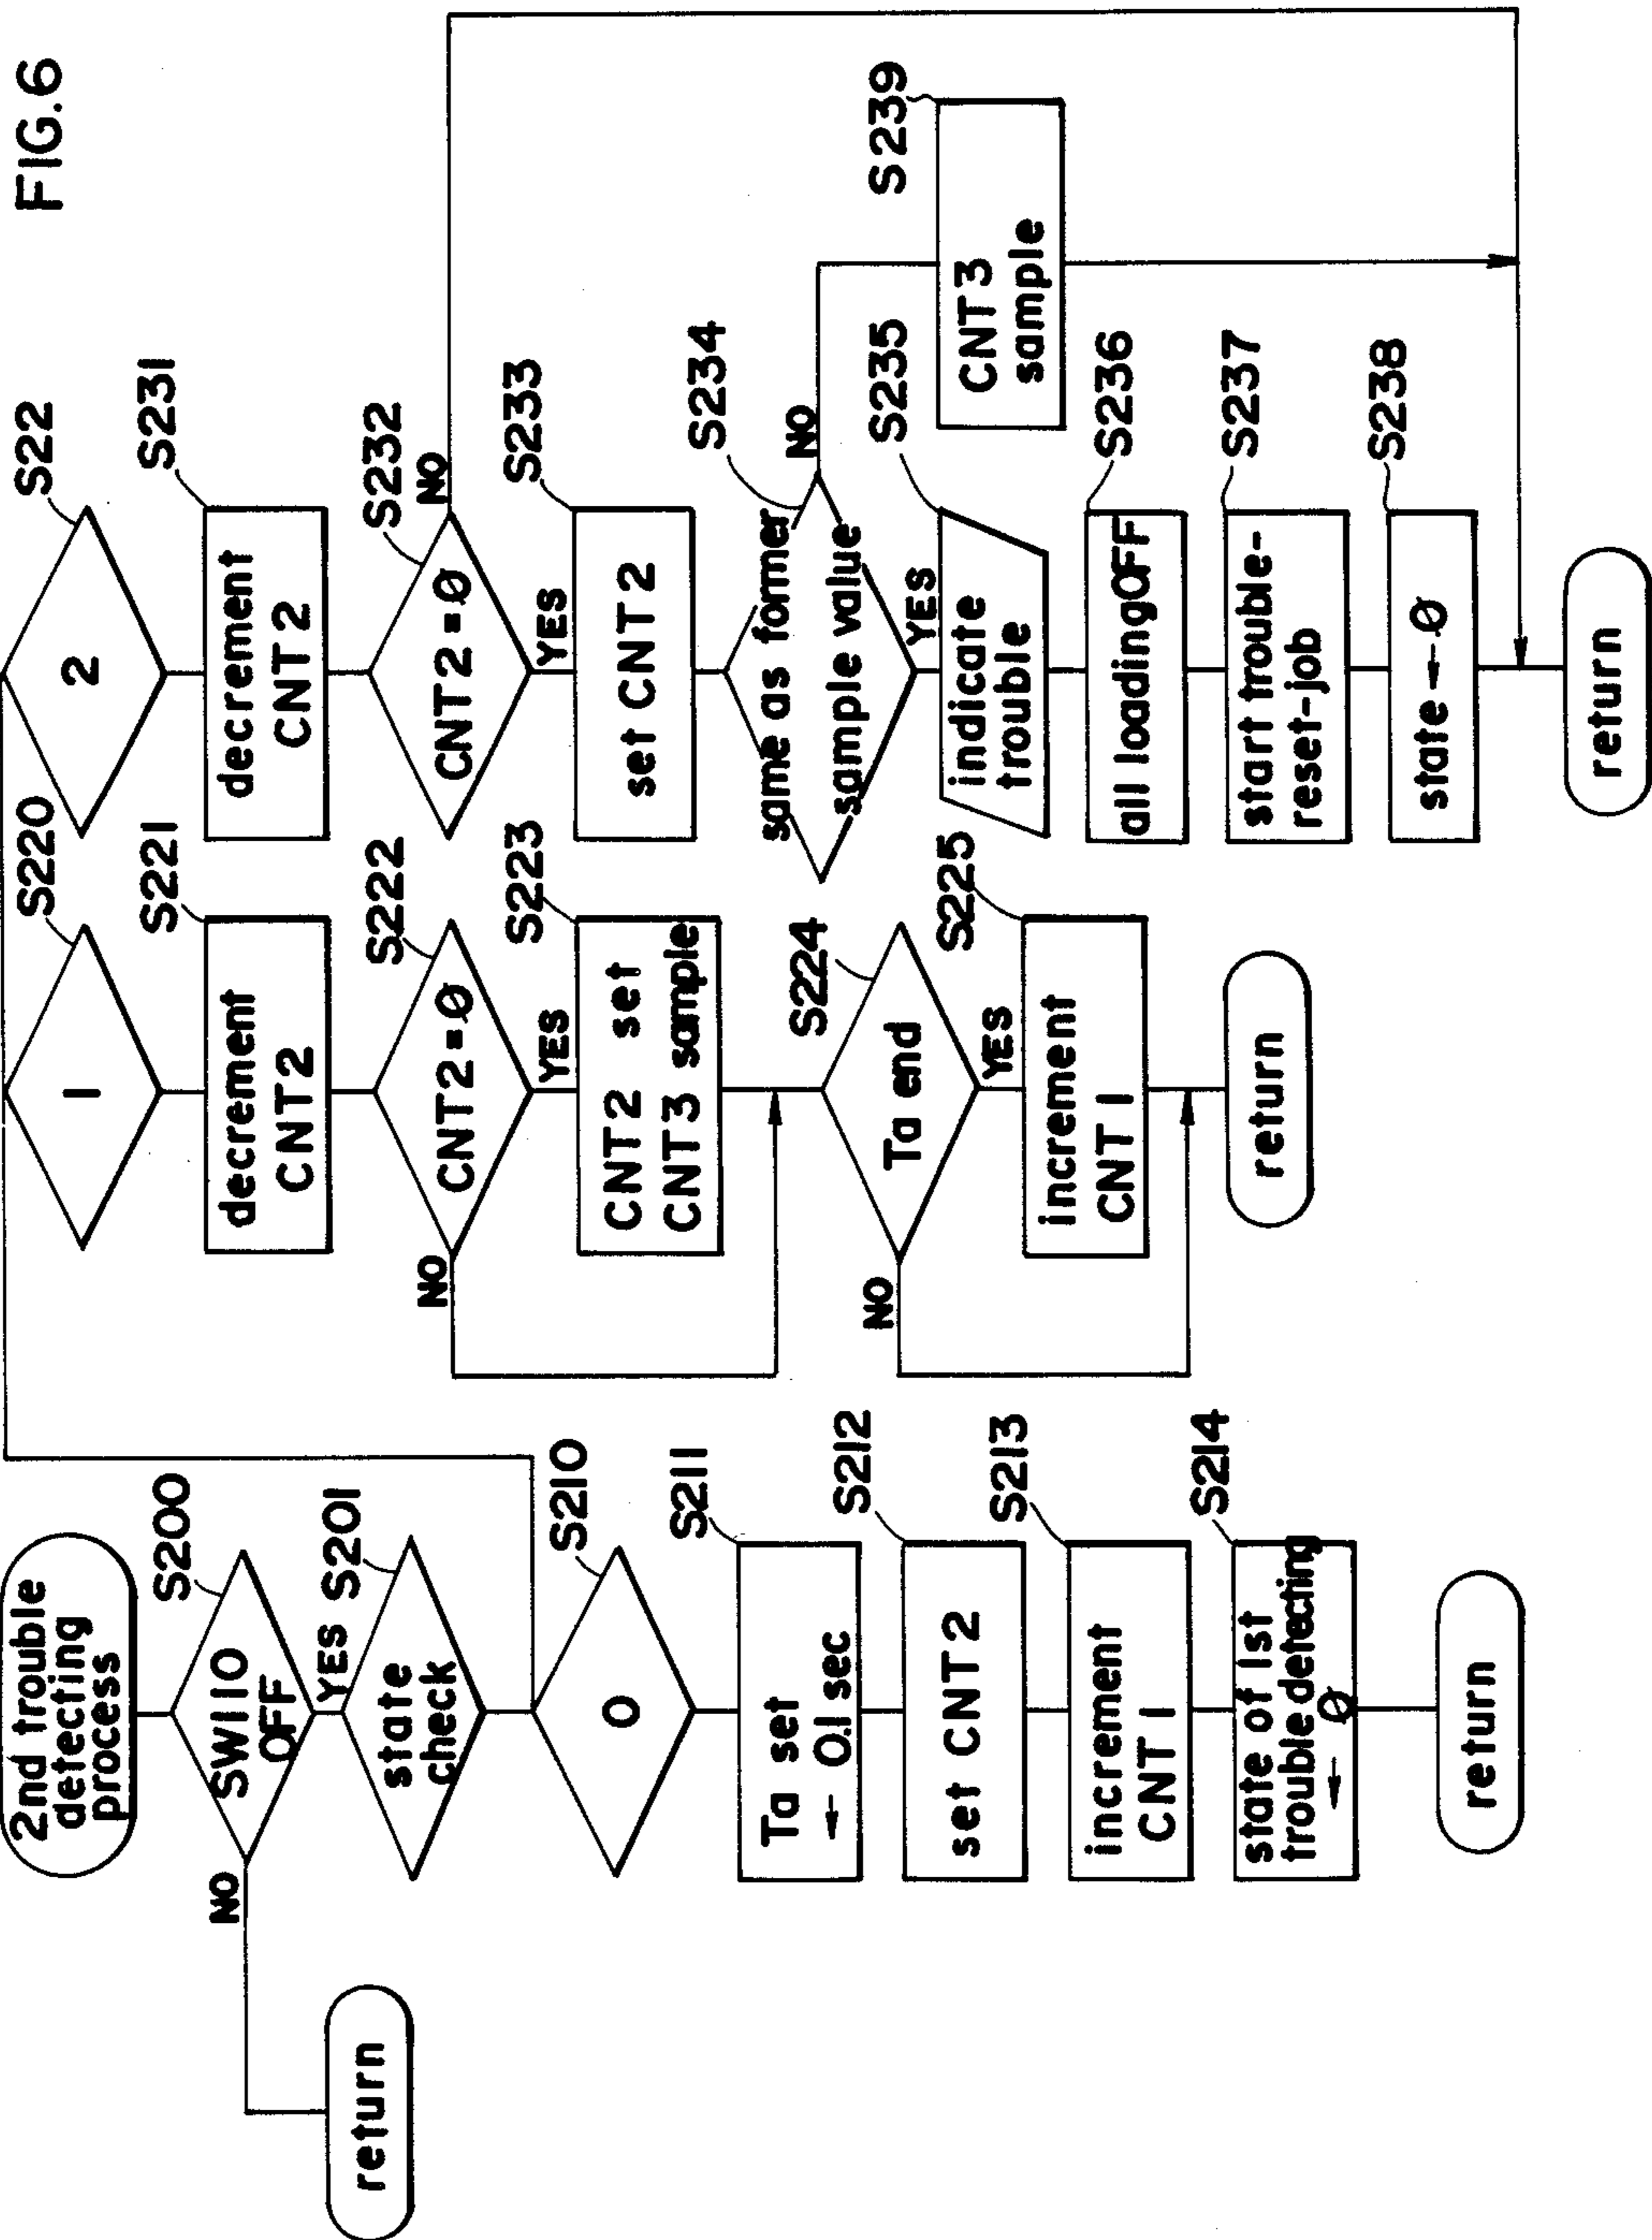 FIG.6
2nd trouble
detecting
process
S200
SW110
OFF
NO
YES
return
S201
state
check
S210
0
S211
Ta set
← 0.1 sec
S212
set CNT2
S213
increment
CNT1
S214
state of 1st
trouble detecting
← Ø
return
S220
1
S221
decrement
CNT2
S222
CNT2=Ø
NO
YES
S223
CNT2 set
CNT3 sample
S224
Ta end
NO
YES
S225
increment
CNT1
return
S22
2
S231
decrement
CNT2
S232
CNT2=Ø
NO
YES
S233
set CNT2
S234
same as former
sample value
NO
YES
S235
indicate
trouble
S239
CNT3
sample
S236
all loading OFF
S237
start trouble-
reset-job
S238
state ← Ø
return